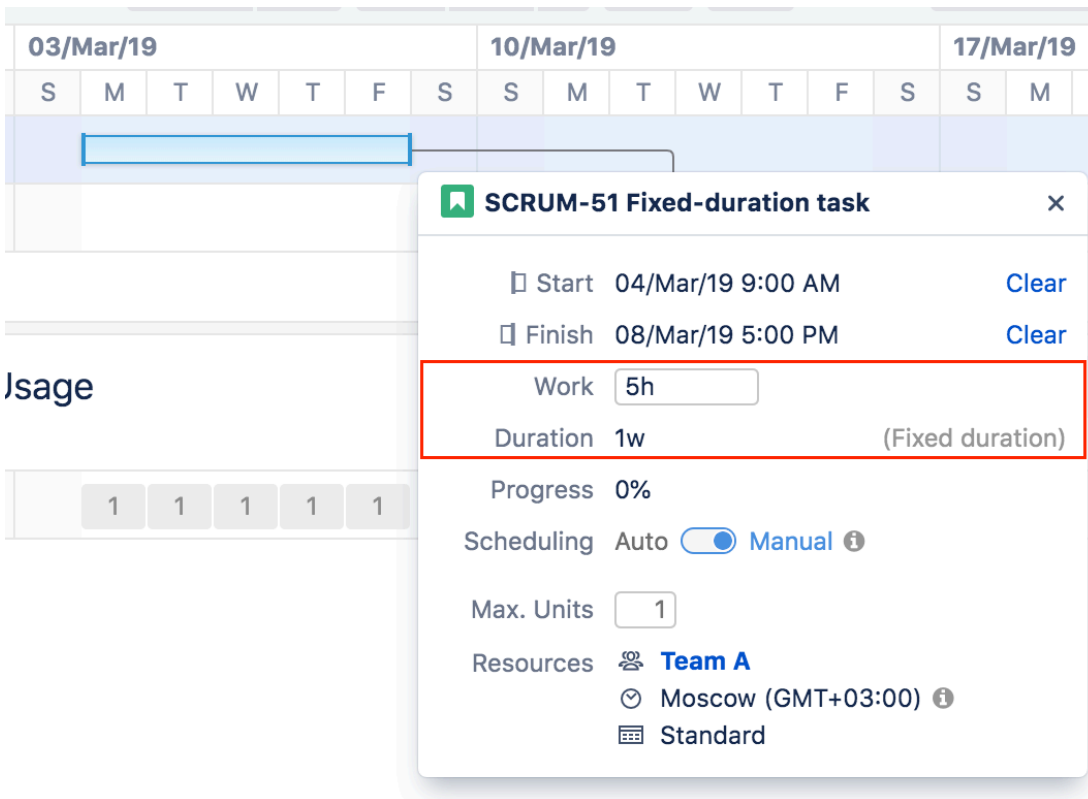 03/Mar/19 10/Mar/19 17/Mar/19
S M T W T F S S M T W T F S S M
SCRUM-51 Fixed-duration task
Start 04/Mar/19 9:00 AM Clear
Finish 08/Mar/19 5:00 PM Clear
Work 5h
Duration 1w (Fixed duration)
Progress 0%
Scheduling Auto Manual
Max. Units 1
Resources Team A
Moscow (GMT+03:00)
Standard
Usage
1 1 1 1 1